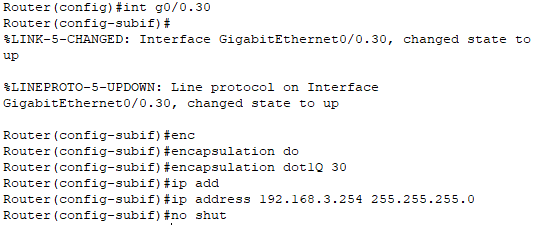 Router(config)#int g0/0.30
Router(config-subif)#
%LINK-5-CHANGED: Interface GigabitEthernet0/0.30, changed state to
up
%LINEPROTO-5-UPDOWN: Line protocol on Interface
GigabitEthernet0/0.30, changed state to up
Router(config-subif)#enc
Router(config-subif)#encapsulation do
Router(config-subif)#encapsulation dot1Q 30
Router(config-subif)#ip add
Router(config-subif)#ip address 192.168.3.254 255.255.255.0
Router(config-subif)#no shut